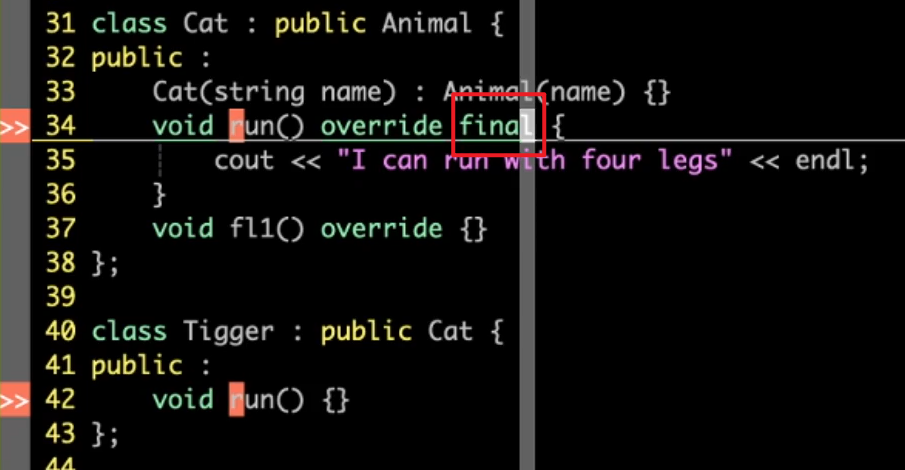 31 class Cat : public Animal {
32 public :
33     Cat(string name) : Animal(name) {}
>> 34     void run() override final {
35         cout << "I can run with four legs" << endl;
36     }
37     void fl1() override {}
38 };
39
40 class Tigger : public Cat {
41 public :
>> 42     void run() {}
43 };
44